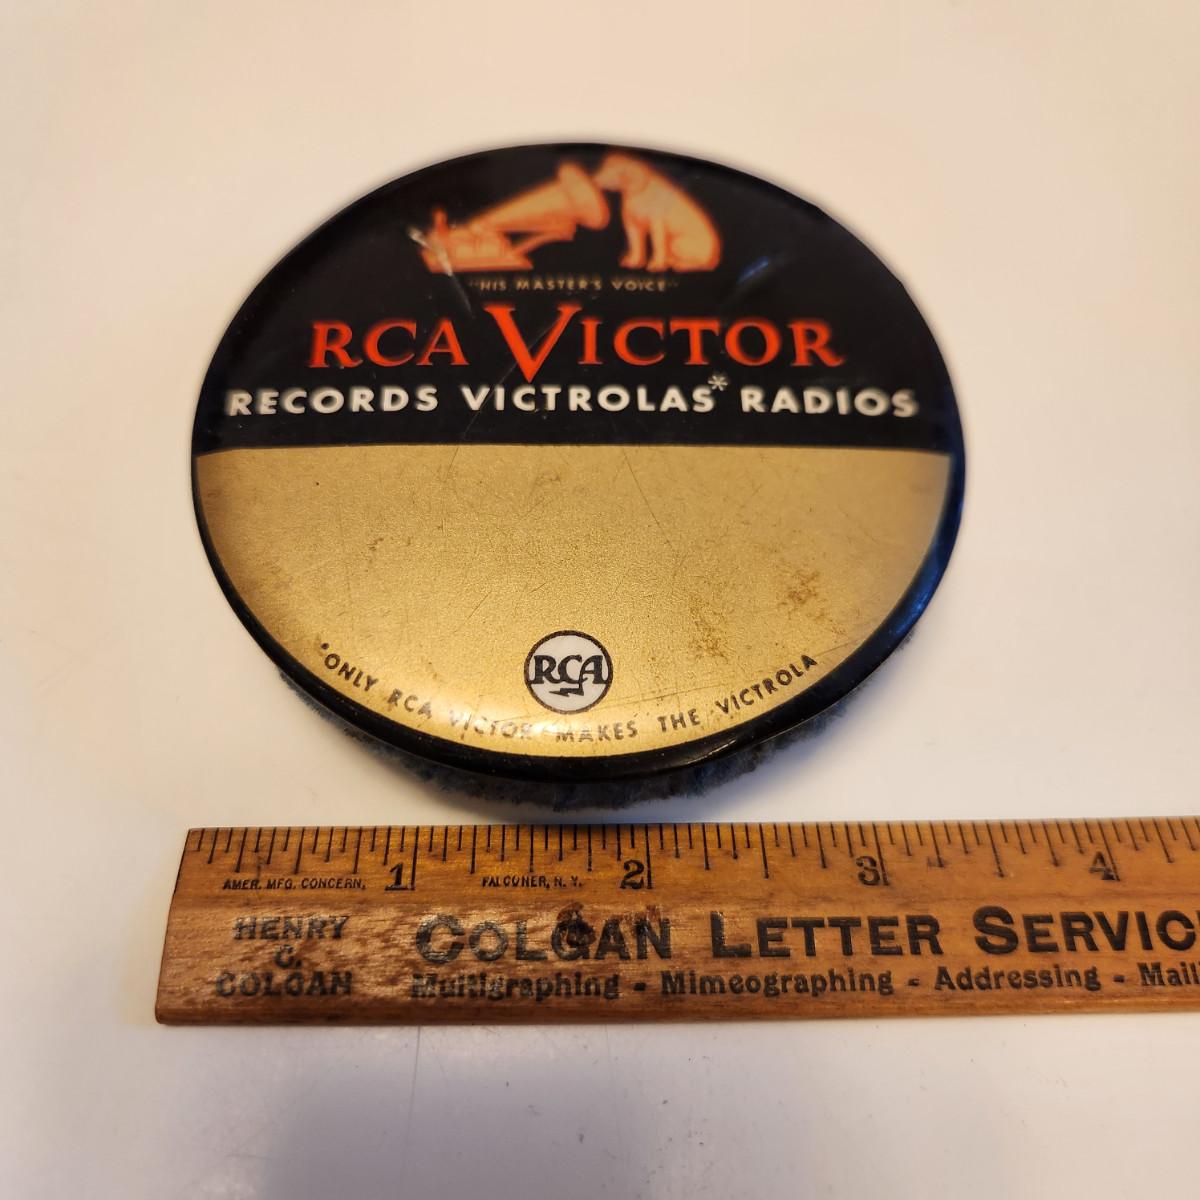 "HIS MASTER'S VOICE"
RCA VICTOR
RECORDS VICTROLAS* RADIOS
RCA
*ONLY RCA VICTOR MAKES THE VICTROLA
1 2 3 4
AMER. MFG. CONCERN, FALCONER, N. Y.
HENRY
C.
COLGAN
COLGAN LETTER SERVIC
Multigraphing - Mimeographing - Addressing - Maili